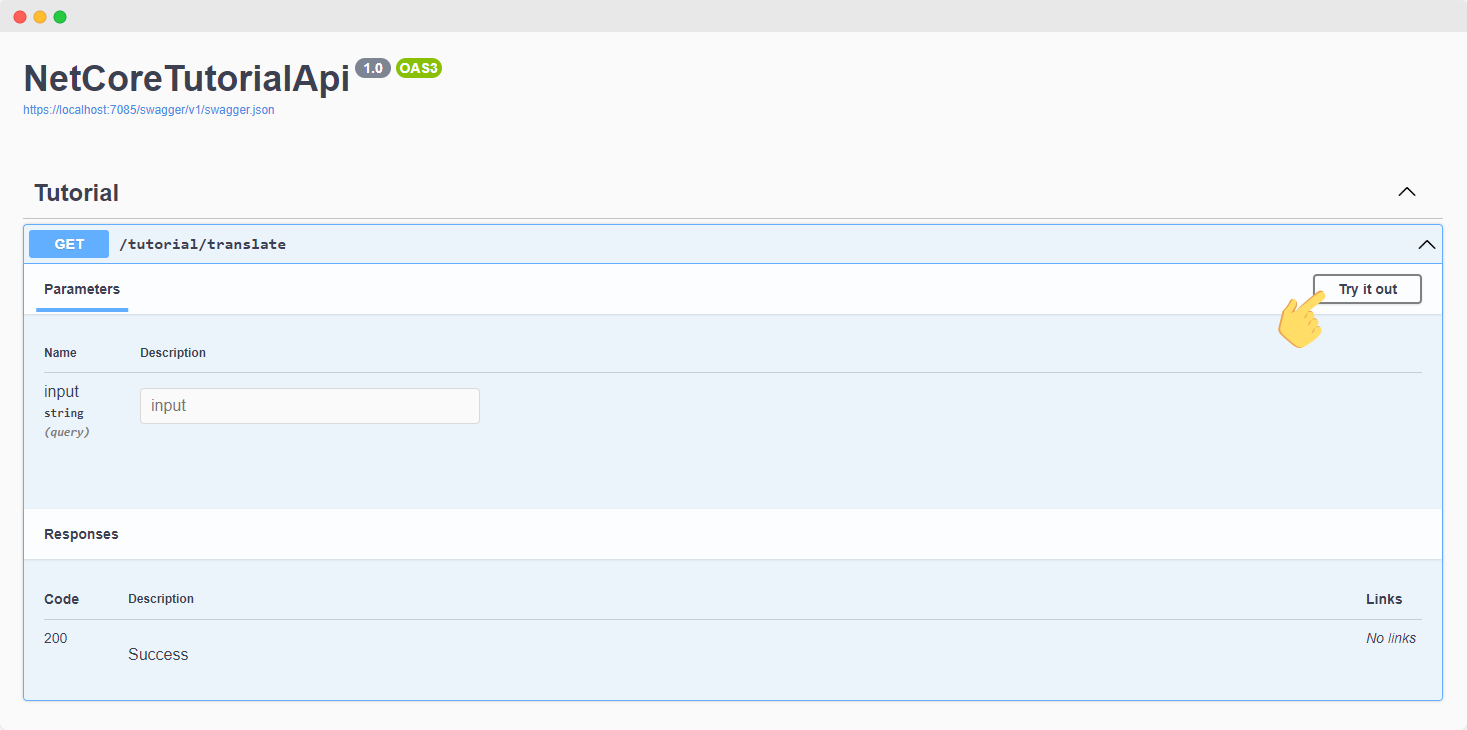 NetCoreTutorialApi 1.0 OAS3
https://localhost:7085/swagger/v1/swagger.json
Tutorial
GET /tutorial/translate
Parameters Try it out
Name Description
input input
string
(query)
Responses
Code Description Links
200 No links
Success